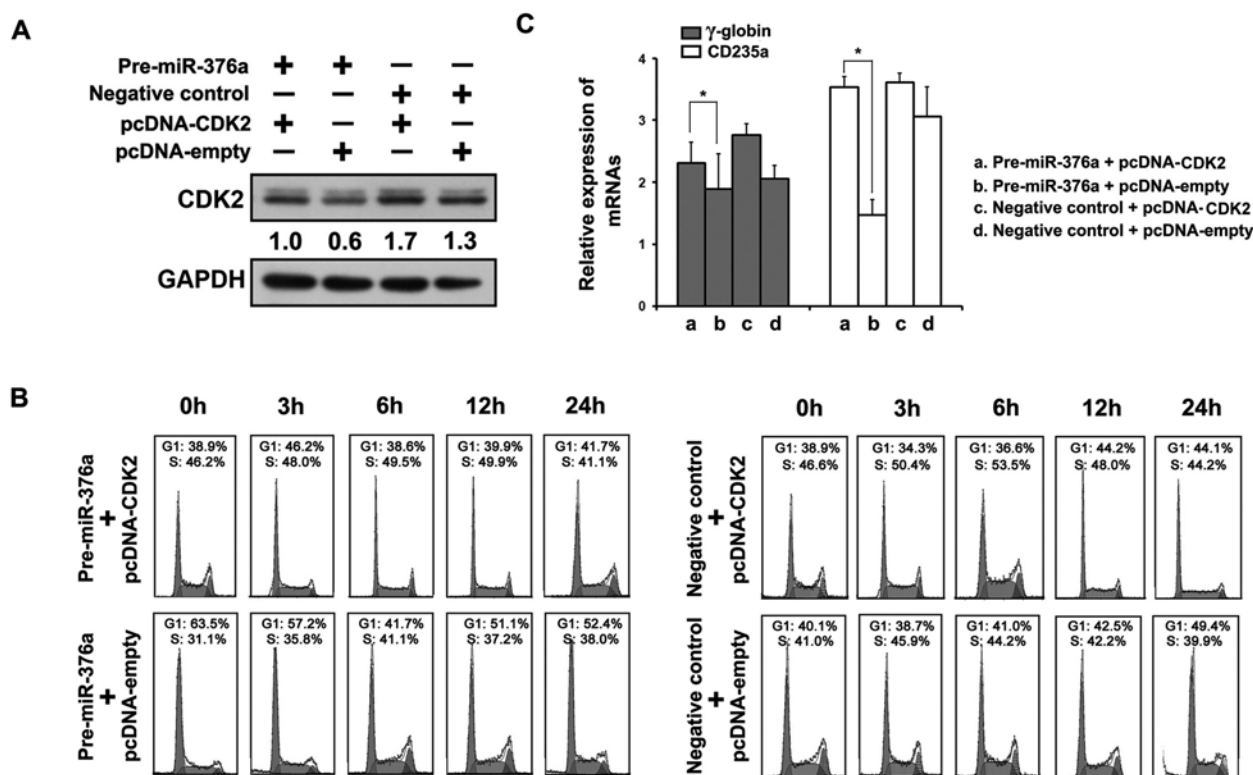 A
Pre-miR-376a + + — —
Negative control — — + +
pcDNA-CDK2 + — + —
pcDNA-empty — + — +
CDK2
1.0 0.6 1.7 1.3
GAPDH
C
γ-globin
CD235a
Relative expression of
mRNAs
4
3
2
1
0
* *
a b c d a b c d
a. Pre-miR-376a + pcDNA-CDK2
b. Pre-miR-376a + pcDNA-empty
c. Negative control + pcDNA-CDK2
d. Negative control + pcDNA-empty
B
0h 3h 6h 12h 24h
Pre-miR-376a
+
pcDNA-CDK2
G1: 38.9% G1: 46.2% G1: 38.6% G1: 39.9% G1: 41.7%
S: 46.2% S: 48.0% S: 49.5% S: 49.9% S: 41.1%
Pre-miR-376a
+
pcDNA-empty
G1: 63.5% G1: 57.2% G1: 41.7% G1: 51.1% G1: 52.4%
S: 31.1% S: 35.8% S: 41.1% S: 37.2% S: 38.0%
0h 3h 6h 12h 24h
Negative control
+
pcDNA-CDK2
G1: 38.9% G1: 34.3% G1: 36.6% G1: 44.2% G1: 44.1%
S: 46.6% S: 50.4% S: 53.5% S: 48.0% S: 44.2%
Negative control
+
pcDNA-empty
G1: 40.1% G1: 38.7% G1: 41.0% G1: 42.5% G1: 49.4%
S: 41.0% S: 45.9% S: 44.2% S: 42.2% S: 39.9%